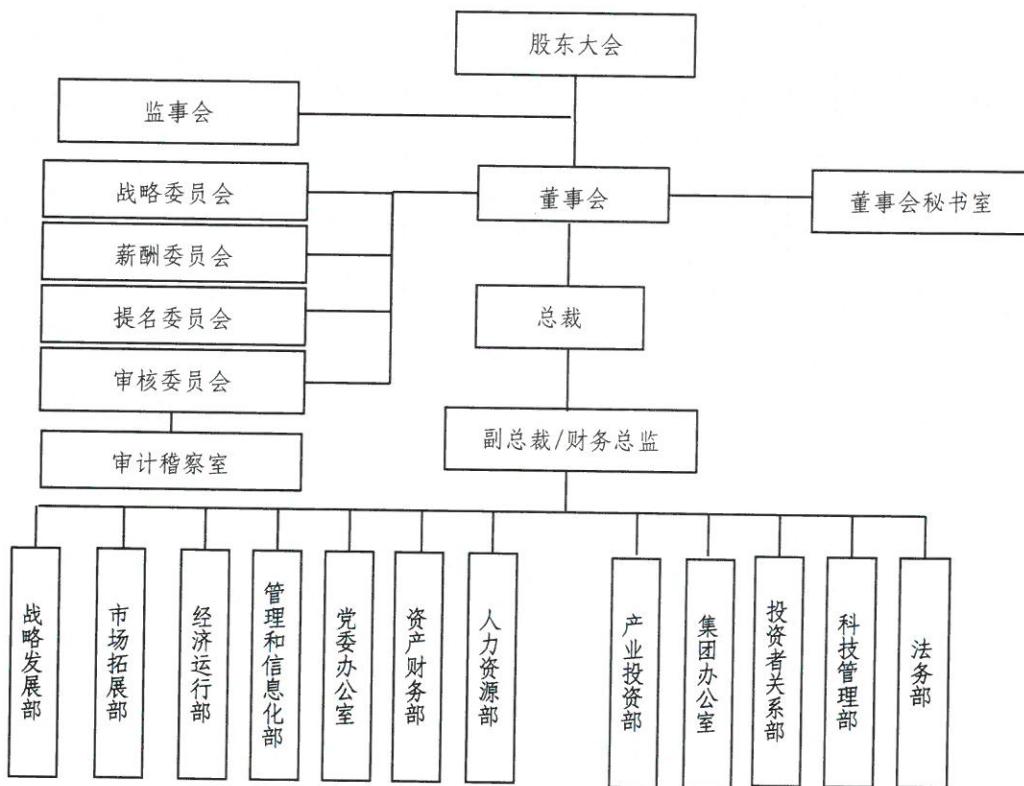 股东大会
监事会
战略委员会
董事会
董事会秘书室
薪酬委员会
提名委员会
总裁
审核委员会
副总裁/财务总监
审计稽察室
战略发展部
市场拓展部
经济运行部
管理和信息化部
党委办公室
资产财务部
人力资源部
产业投资部
集团办公室
投资者关系部
科技管理部
法务部